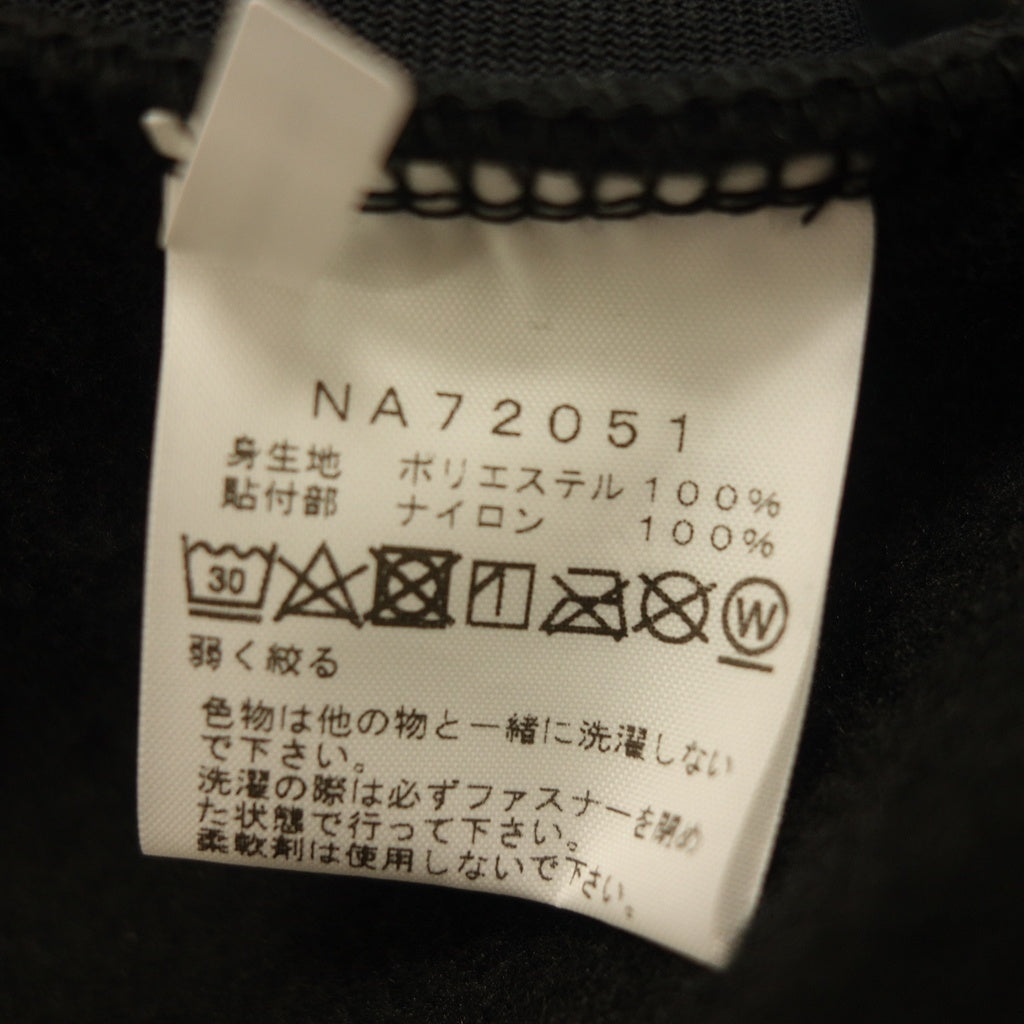 NA72051
身生地 ポリエステル 100%
貼付部 ナイロン 100%
30 W
弱く絞る
色物は他の物と一緒に洗濯しない
で下さい。
洗濯の際は必ずファスナーを閉め
た状態で行って下さい。
柔軟剤は使用しないで下さい。